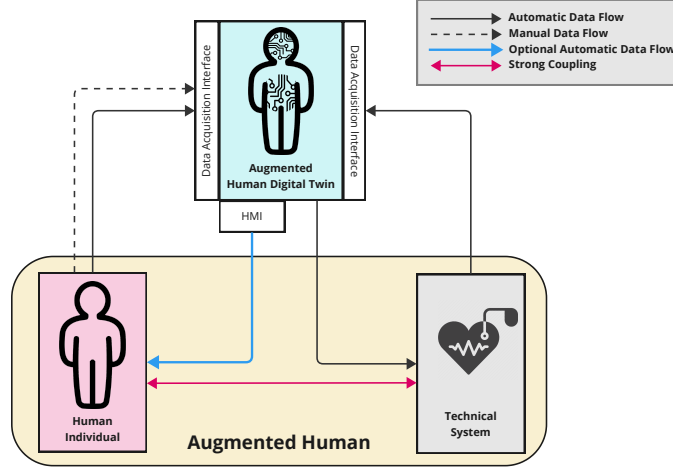 Automatic Data Flow
Manual Data Flow
Optional Automatic Data Flow
Strong Coupling
Data Acquisition Interface
Data Acquisition Interface
Augmented
Human Digital Twin
HMI
Human
Individual
Technical
System
Augmented Human